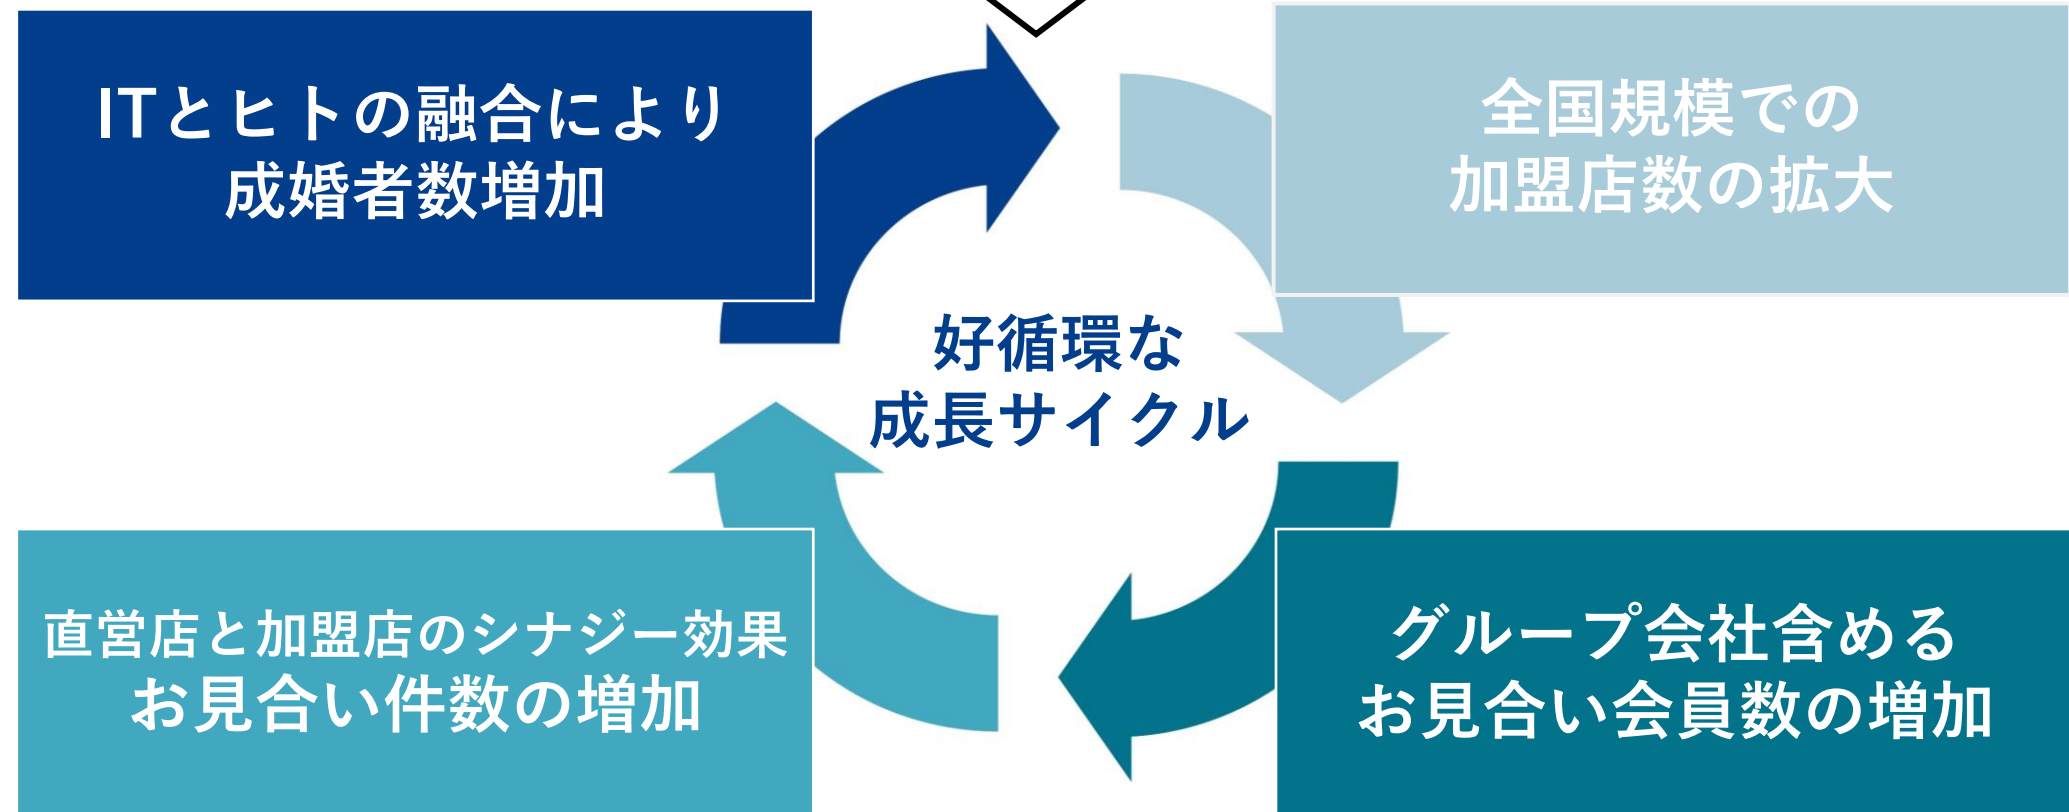 ITとヒトの融合により
成婚者数増加
全国規模での
加盟店数の拡大
好循環な
成長サイクル
直営店と加盟店のシナジー効果
お見合い件数の増加
グループ会社含める
お見合い会員数の増加